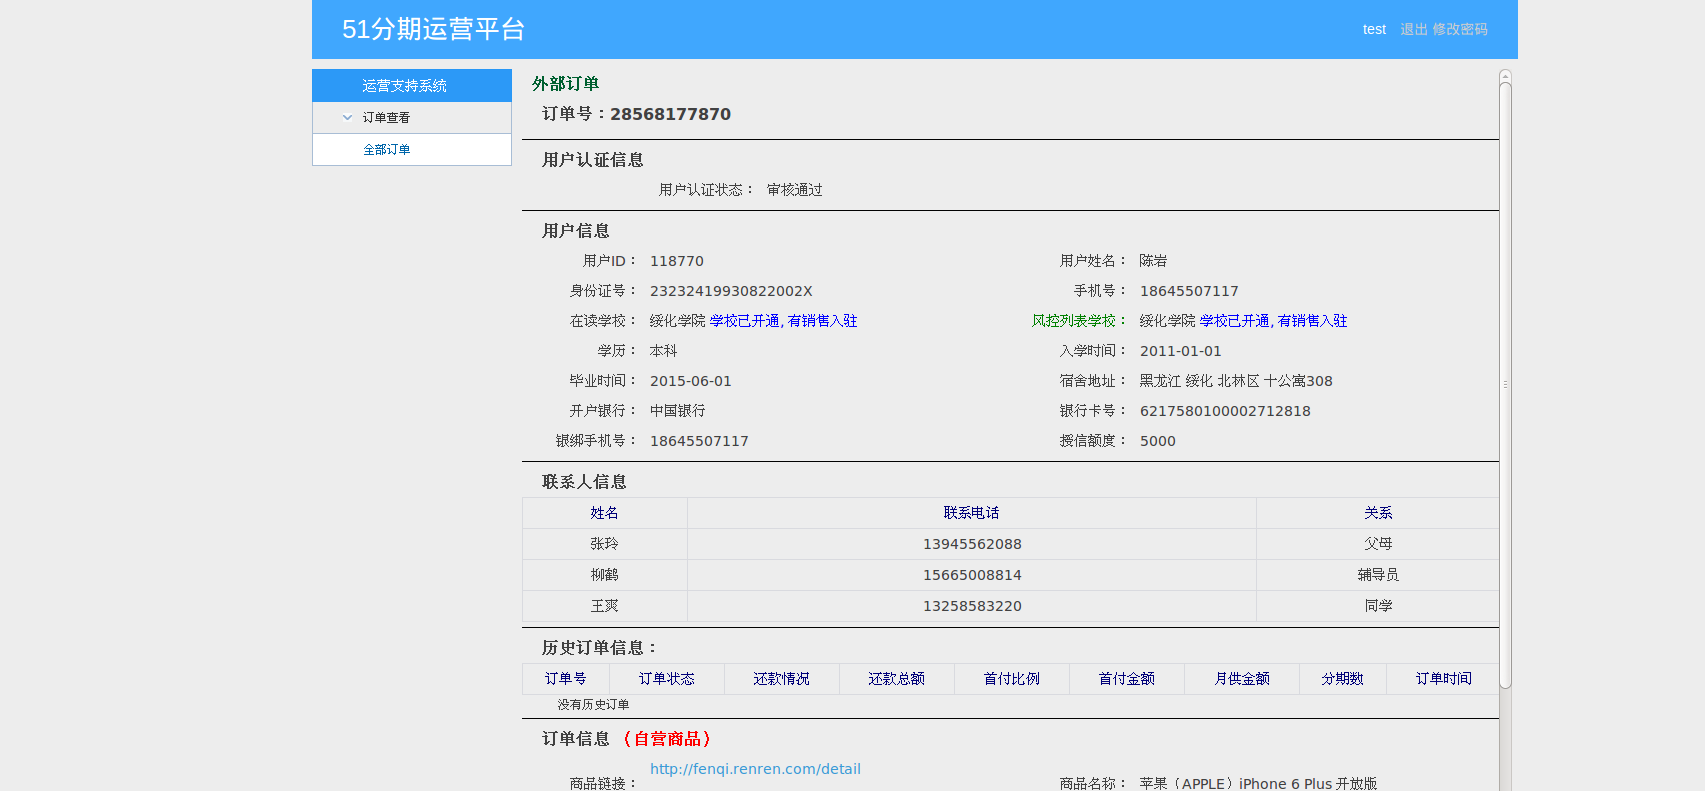 51分期运营平台
test 退出 修改密码
运营支持系统
订单查看
全部订单
外部订单
订单号：28568177870
用户认证信息
用户认证状态： 审核通过
用户信息
用户ID： 118770 用户姓名： 陈岩
身份证号： 23232419930822002X 手机号： 18645507117
在读学校： 绥化学院 学校已开通, 有销售入驻 风控列表学校： 绥化学院 学校已开通, 有销售入驻
学历： 本科 入学时间： 2011-01-01
毕业时间： 2015-06-01 宿舍地址： 黑龙江 绥化 北林区 十公寓308
开户银行： 中国银行 银行卡号： 6217580100002712818
银绑手机号： 18645507117 授信额度： 5000
联系人信息
姓名 联系电话 关系
张玲 13945562088 父母
柳鹤 15665008814 辅导员
王爽 13258583220 同学
历史订单信息：
订单号 订单状态 还款情况 还款总额 首付比例 首付金额 月供金额 分期数 订单时间
没有历史订单
订单信息 （自营商品）
http://fenqi.renren.com/detail
商品链接： 商品名称： 苹果（APPLE）iPhone 6 Plus 开放版